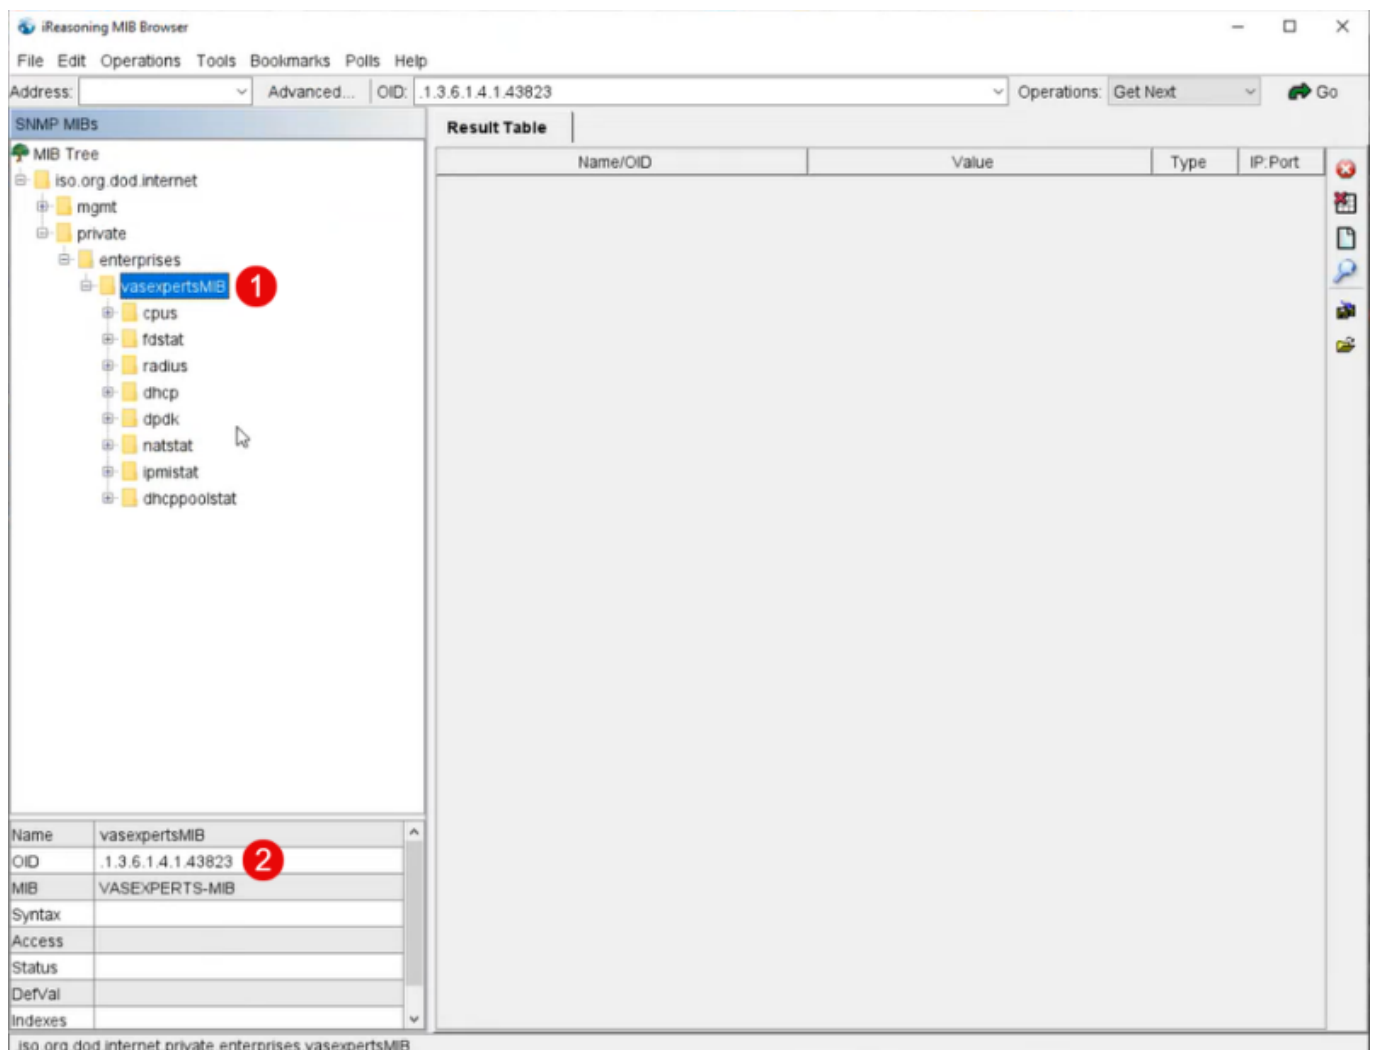 iReasoning MIB Browser
File Edit Operations Tools Bookmarks Polls Help
Address: Advanced... OID: .1.3.6.1.4.1.43823 Operations: Get Next Go
SNMP MIBs
Result Table
Name/OID Value Type IP:Port
MIB Tree
iso.org.dod.internet
mgmt
private
enterprises
vasexpertsMIB 1
cpus
fdstat
radius
dhcp
dpdk
natstat
ipmistat
dhcppoolstat
Name vasexpertsMIB
OID .1.3.6.1.4.1.43823 2
MIB VASEXPERTS-MIB
Syntax
Access
Status
DefVal
Indexes
.iso.org.dod.internet.private.enterprises.vasexpertsMIB